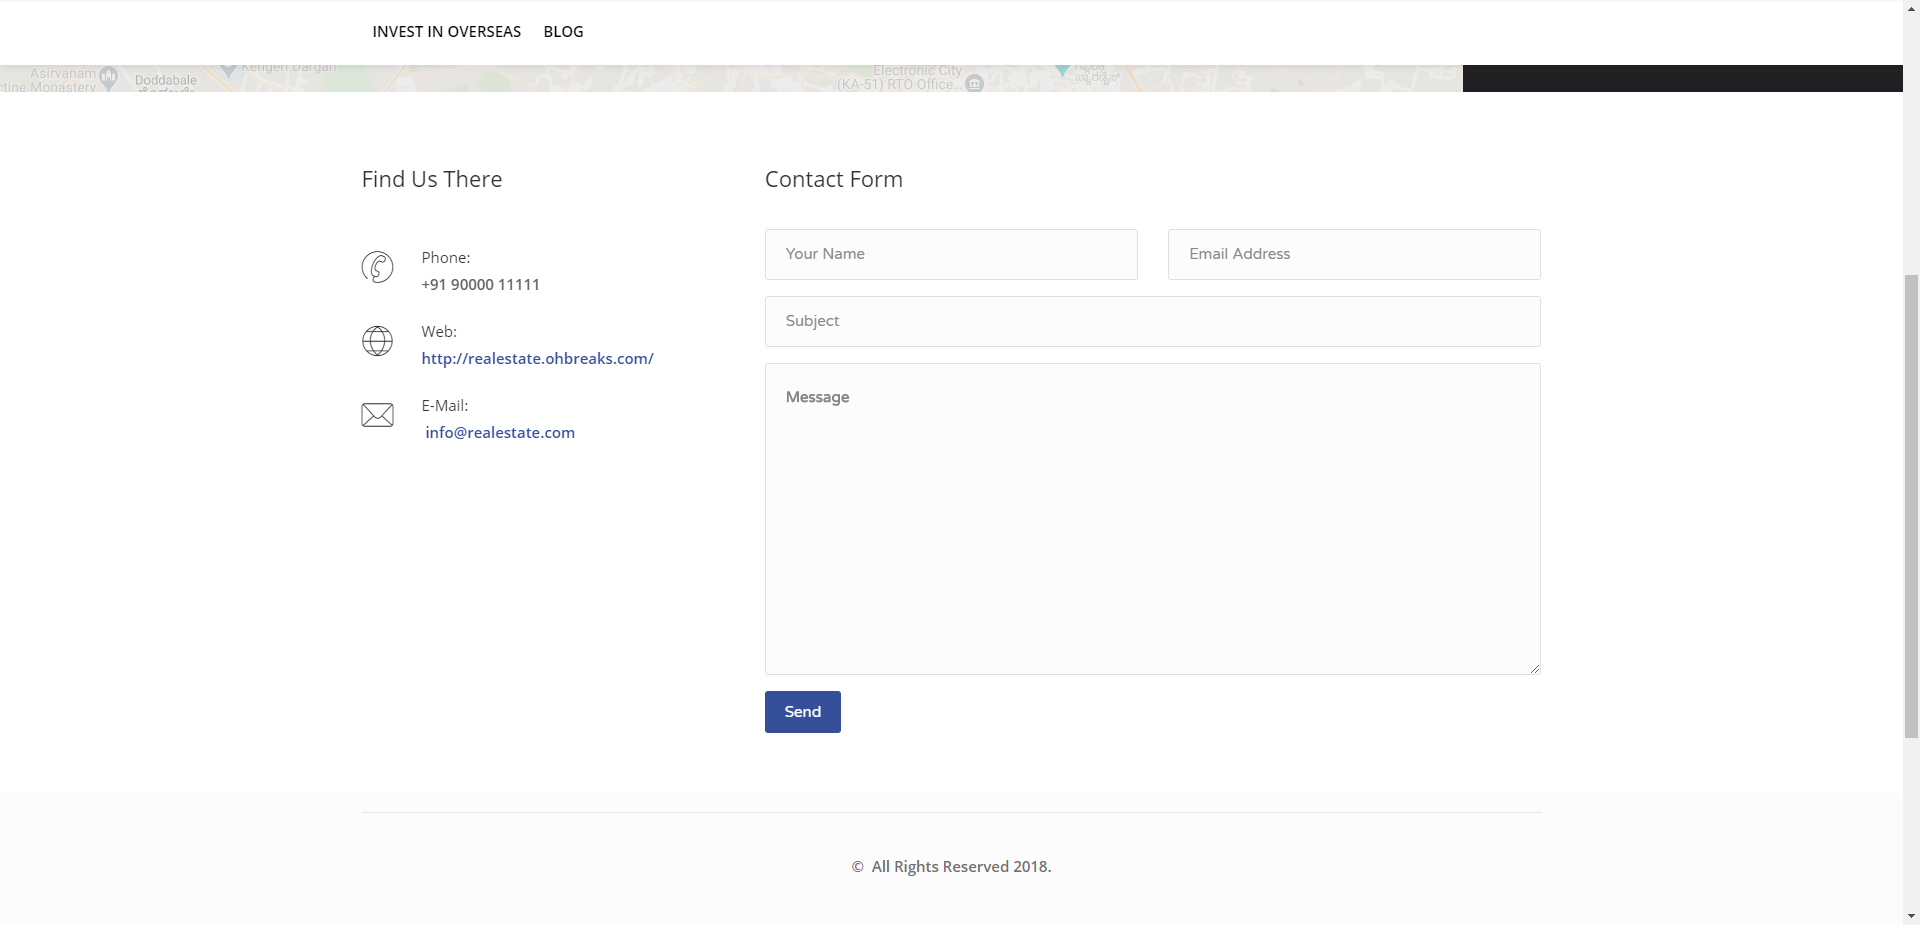 INVEST IN OVERSEAS BLOG
Asirvanam
stine Monastery
Doddabale
Kengeri Dargah
Electronic City
(KA-51) RTO Office...
Find Us There
Phone:
+91 90000 11111
Web:
http://realestate.ohbreaks.com/
E-Mail:
info@realestate.com
Contact Form
Your Name
Email Address
Subject
Message
Send
© All Rights Reserved 2018.